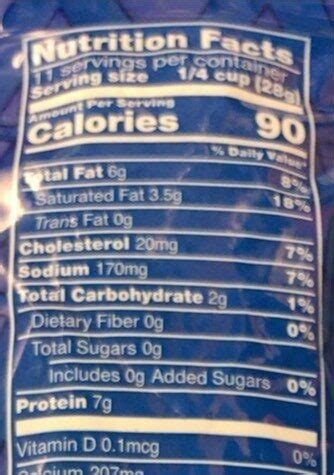 Nutrition Facts
11 servings per container
Serving size 1/4 cup (28g)
Amount Per Serving
Calories 90
% Daily Value*
Total Fat 6g 8%
Saturated Fat 3.5g 18%
Trans Fat 0g
Cholesterol 20mg 7%
Sodium 170mg 7%
Total Carbohydrate 2g 1%
Dietary Fiber 0g 0%
Total Sugars 0g
Includes 0g Added Sugars 0%
Protein 7g
Vitamin D 0.1mcg 0%
Calcium 207mg